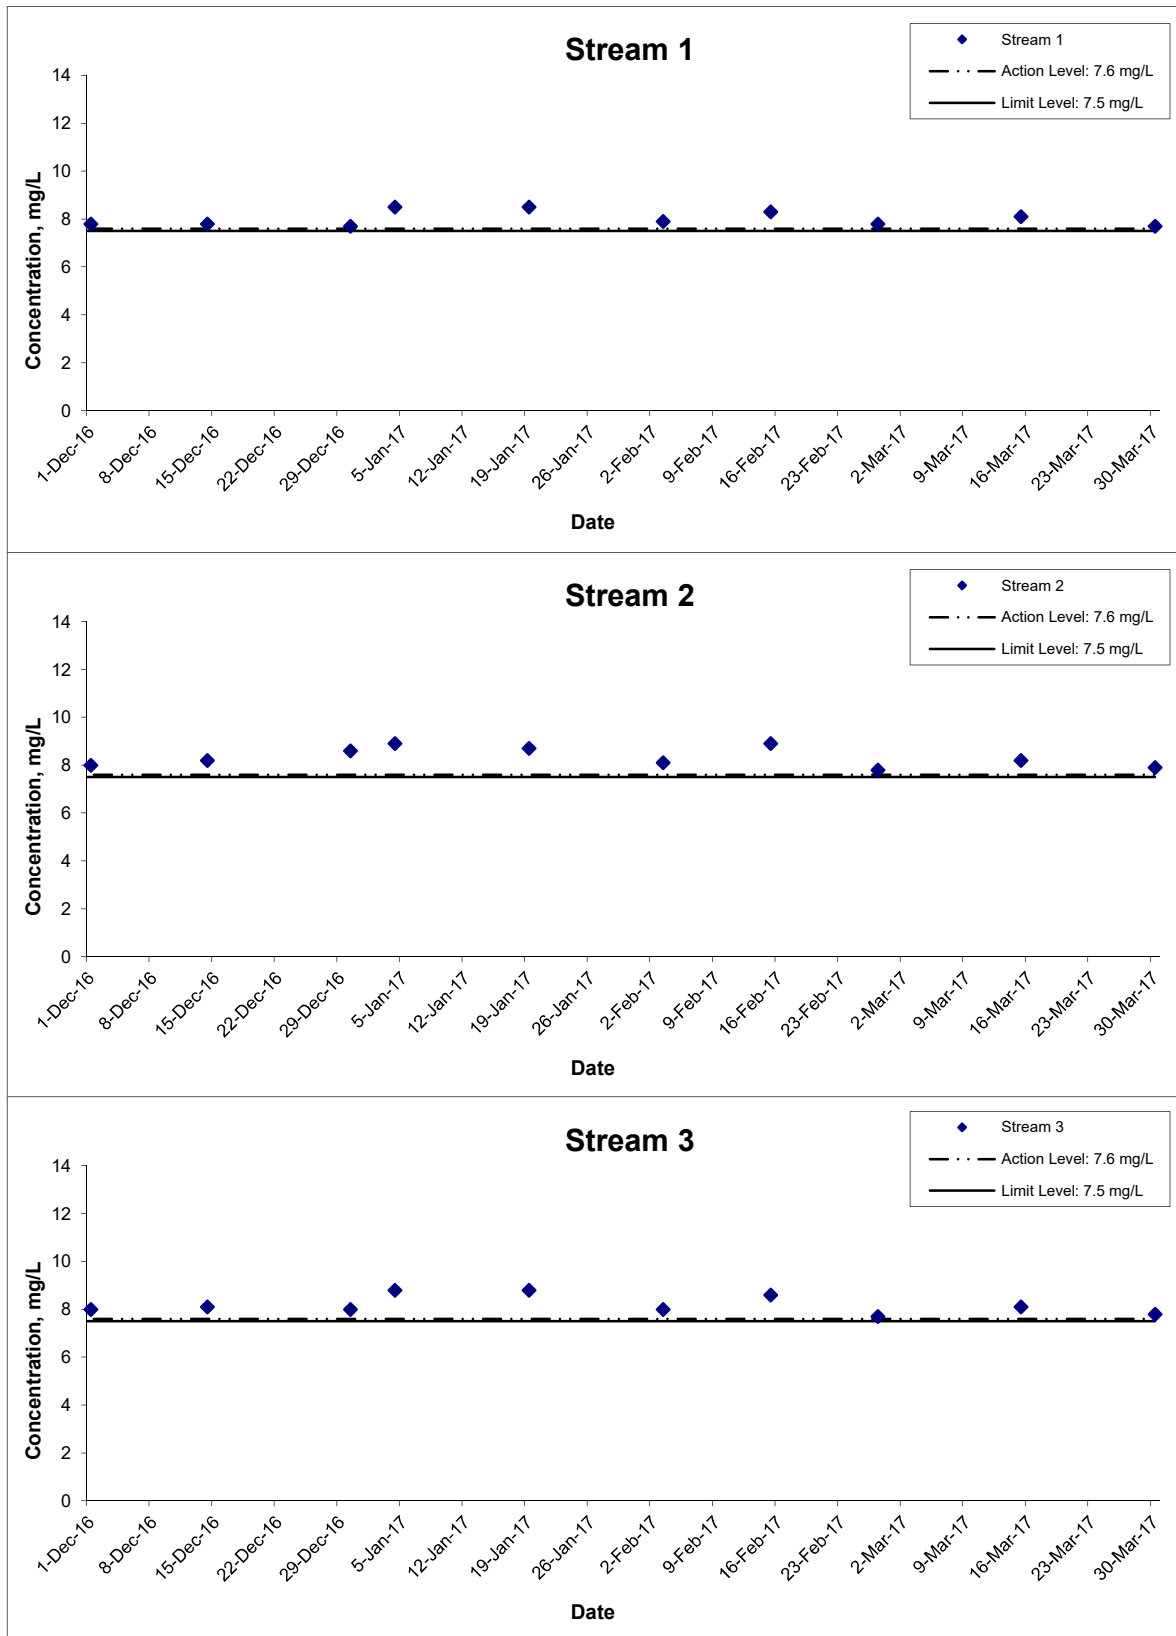 Stream 1
Stream 1
Action Level: 7.6 mg/L
Limit Level: 7.5 mg/L
Concentration, mg/L
14
12
10
8
6
4
2
0
1-Dec-16 8-Dec-16 15-Dec-16 22-Dec-16 29-Dec-16 5-Jan-17 12-Jan-17 19-Jan-17 26-Jan-17 2-Feb-17 9-Feb-17 16-Feb-17 23-Feb-17 2-Mar-17 9-Mar-17 16-Mar-17 23-Mar-17 30-Mar-17
Date
Stream 2
Stream 2
Action Level: 7.6 mg/L
Limit Level: 7.5 mg/L
Concentration, mg/L
14
12
10
8
6
4
2
0
1-Dec-16 8-Dec-16 15-Dec-16 22-Dec-16 29-Dec-16 5-Jan-17 12-Jan-17 19-Jan-17 26-Jan-17 2-Feb-17 9-Feb-17 16-Feb-17 23-Feb-17 2-Mar-17 9-Mar-17 16-Mar-17 23-Mar-17 30-Mar-17
Date
Stream 3
Stream 3
Action Level: 7.6 mg/L
Limit Level: 7.5 mg/L
Concentration, mg/L
14
12
10
8
6
4
2
0
1-Dec-16 8-Dec-16 15-Dec-16 22-Dec-16 29-Dec-16 5-Jan-17 12-Jan-17 19-Jan-17 26-Jan-17 2-Feb-17 9-Feb-17 16-Feb-17 23-Feb-17 2-Mar-17 9-Mar-17 16-Mar-17 23-Mar-17 30-Mar-17
Date